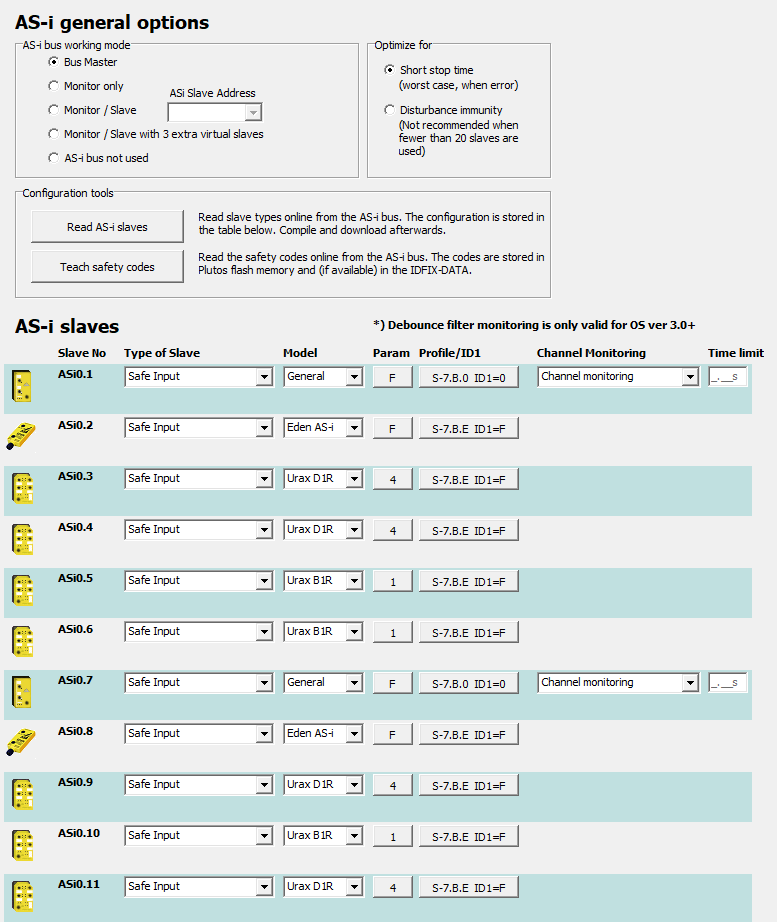 AS-i general options
AS-i bus working mode
Bus Master
Monitor only
Monitor / Slave
Monitor / Slave with 3 extra virtual slaves
AS-i bus not used
ASi Slave Address
Optimize for
Short stop time
(worst case, when error)
Disturbance immunity
(Not recommended when
fewer than 20 slaves are
used)
Configuration tools
Read AS-i slaves
Read slave types online from the AS-i bus. The configuration is stored in
the table below. Compile and download afterwards.
Teach safety codes
Read the safety codes online from the AS-i bus. The codes are stored in
Plutos flash memory and (if available) in the IDFIX-DATA.
AS-i slaves
*) Debounce filter monitoring is only valid for OS ver 3.0+
Slave No Type of Slave Model Param Profile/ID1 Channel Monitoring Time limit
ASi0.1 Safe Input General F S-7.B.0 ID1=0 Channel monitoring _.__s
ASi0.2 Safe Input Eden AS-i F S-7.B.E ID1=F
ASi0.3 Safe Input Urax D1R 4 S-7.B.E ID1=F
ASi0.4 Safe Input Urax D1R 4 S-7.B.E ID1=F
ASi0.5 Safe Input Urax B1R 1 S-7.B.E ID1=F
ASi0.6 Safe Input Urax B1R 1 S-7.B.E ID1=F
ASi0.7 Safe Input General F S-7.B.0 ID1=0 Channel monitoring _.__s
ASi0.8 Safe Input Eden AS-i F S-7.B.E ID1=F
ASi0.9 Safe Input Urax D1R 4 S-7.B.E ID1=F
ASi0.10 Safe Input Urax B1R 1 S-7.B.E ID1=F
ASi0.11 Safe Input Urax D1R 4 S-7.B.E ID1=F